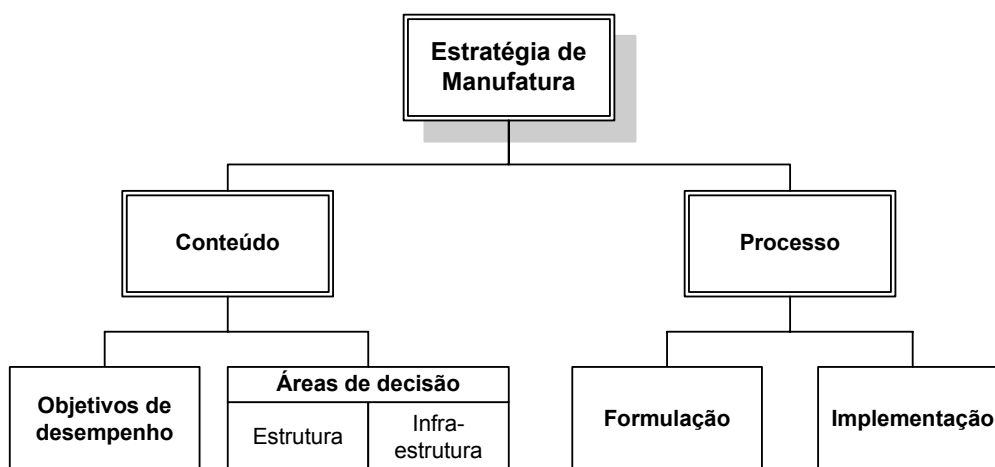 Estratégia de
Manufatura
Conteúdo
Processo
Objetivos de
desempenho
Áreas de decisão
Estrutura
Infra-
estrutura
Formulação
Implementação